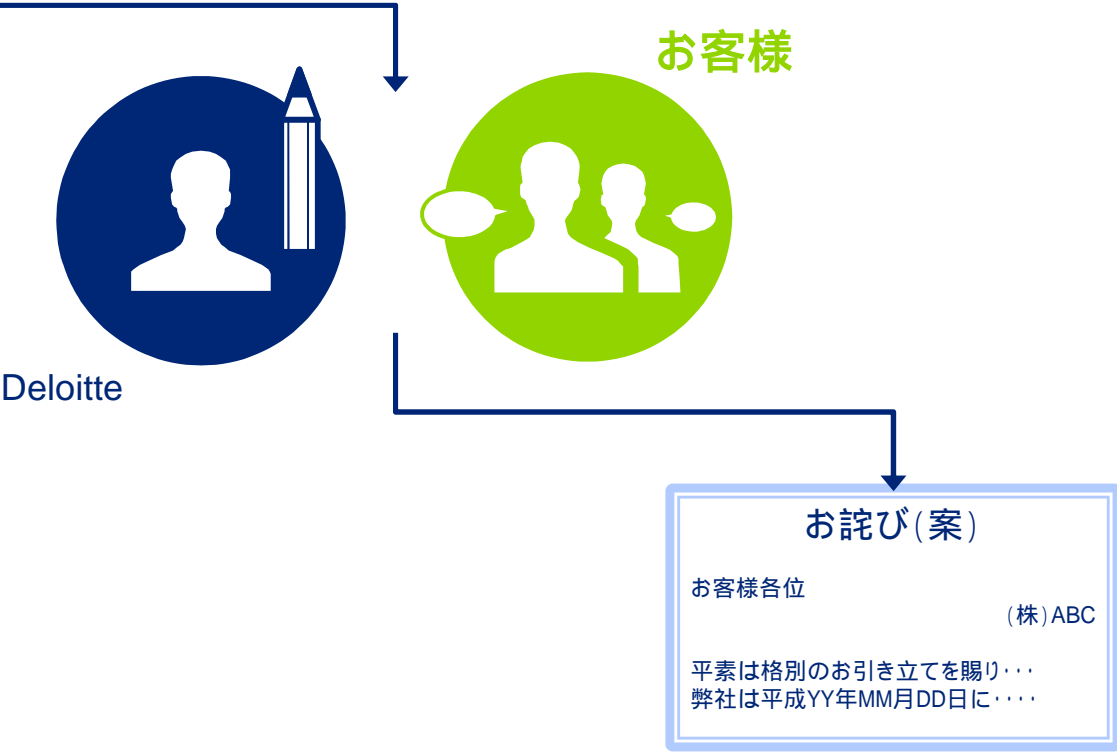 お客様
Deloitte
お詫び(案)
お客様各位
(株)ABC
平素は格別のお引き立てを賜り･･･
弊社は平成YY年MM月DD日に････